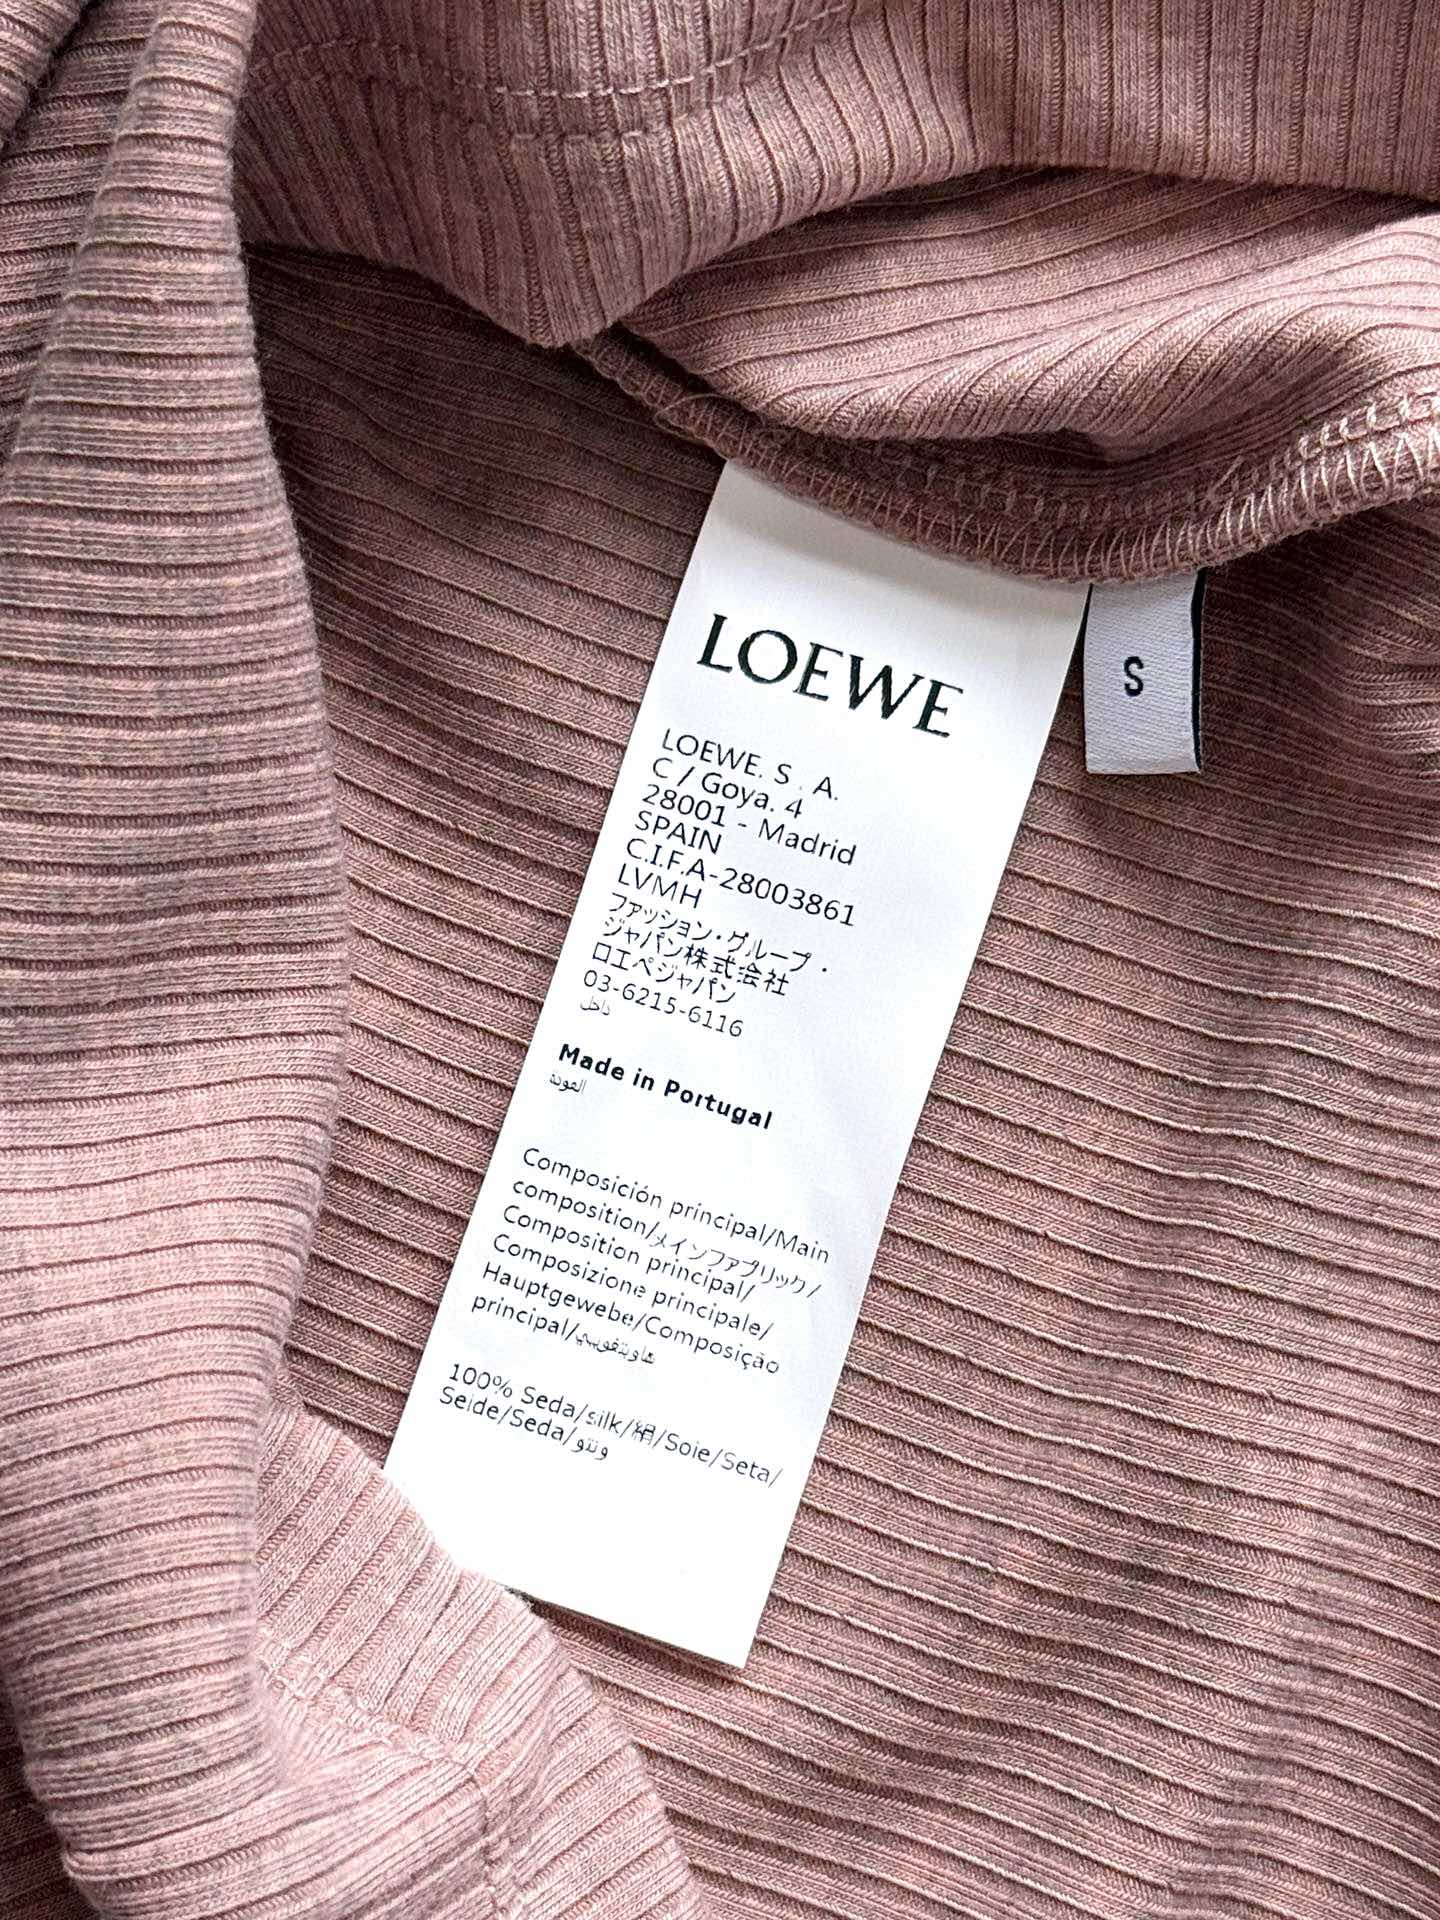 LOEWE
S
LOEWE. S . A.
C / Goya. 4
28001 - Madrid
SPAIN
C.I.F.A-28003861
LVMH
ファッション・グループ・
ジャパン株式会社
ロエベジャパン
03-6215-6116
داخل
Made in Portugal
Composición principal/Main
composition/メインファブリック/
Composition principal/
Composizione principale/
Hauptgewebe/Composição
principal/
100% Seda/silk/絹/Soie/Seta/
Seide/Seda/